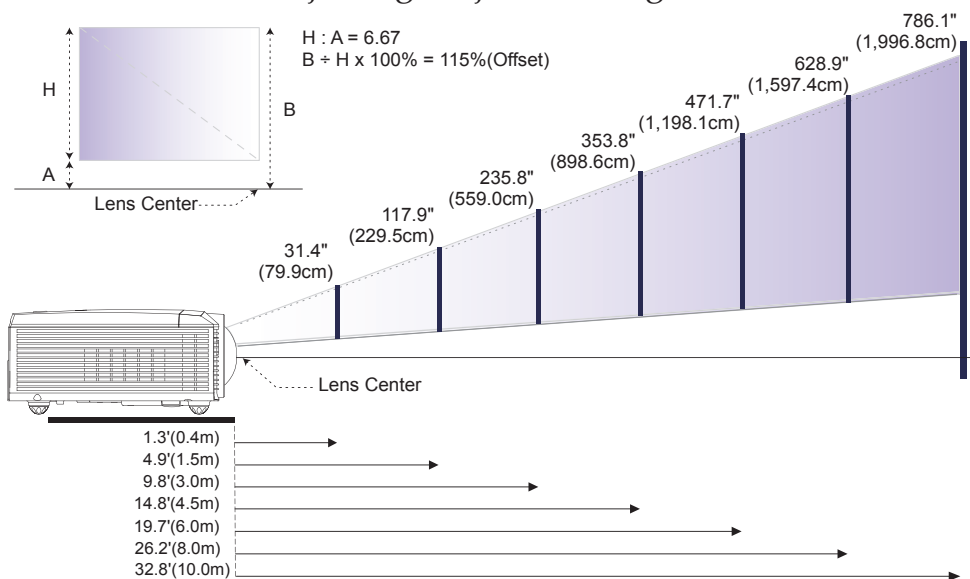 H : A = 6.67
B ÷ H x 100% = 115%(Offset)
H
B
A
Lens Center
786.1"
(1,996.8cm)
628.9"
(1,597.4cm)
471.7"
(1,198.1cm)
353.8"
(898.6cm)
235.8"
(559.0cm)
117.9"
(229.5cm)
31.4"
(79.9cm)
Lens Center
1.3'(0.4m)
4.9'(1.5m)
9.8'(3.0m)
14.8'(4.5m)
19.7'(6.0m)
26.2'(8.0m)
32.8'(10.0m)